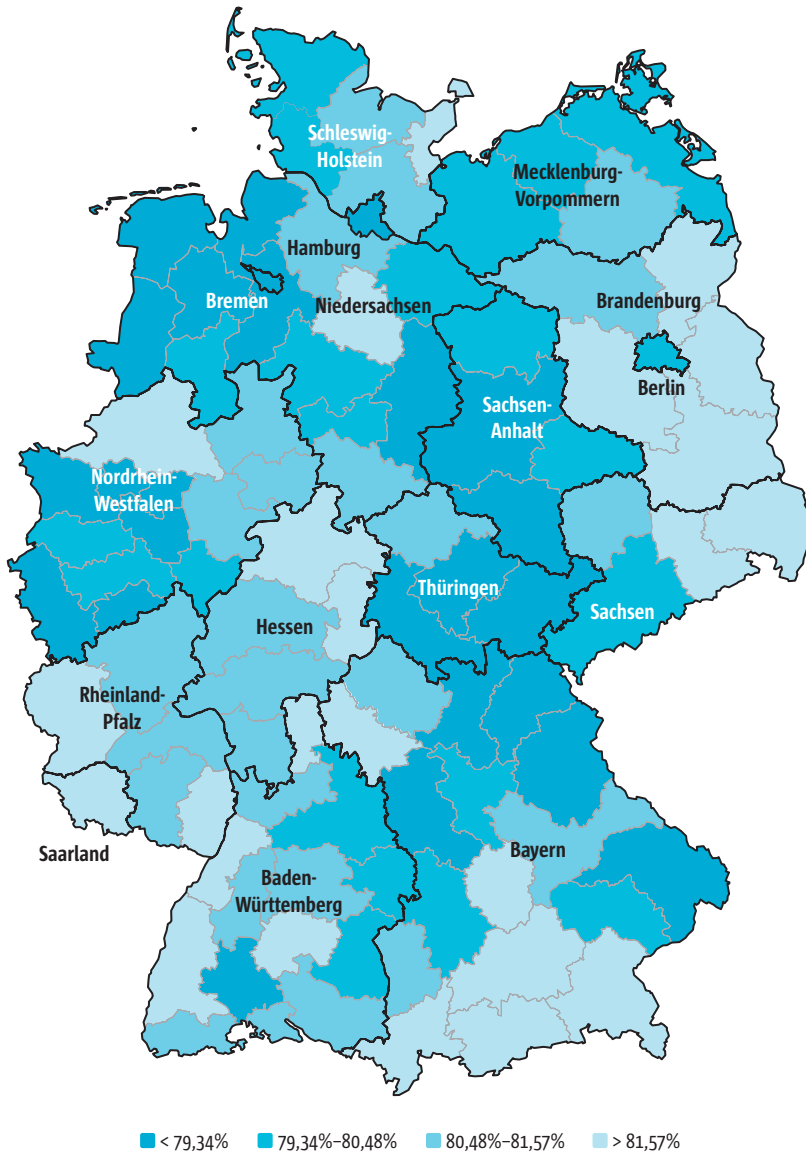 Schleswig-
Holstein
Mecklenburg-
Vorpommern
Hamburg
Bremen
Niedersachsen
Brandenburg
Berlin
Sachsen-
Anhalt
Nordrhein-
Westfalen
Thüringen
Sachsen
Hessen
Rheinland-
Pfalz
Saarland
Bayern
Baden-
Württemberg
< 79,34% 79,34%–80,48% 80,48%–81,57% > 81,57%